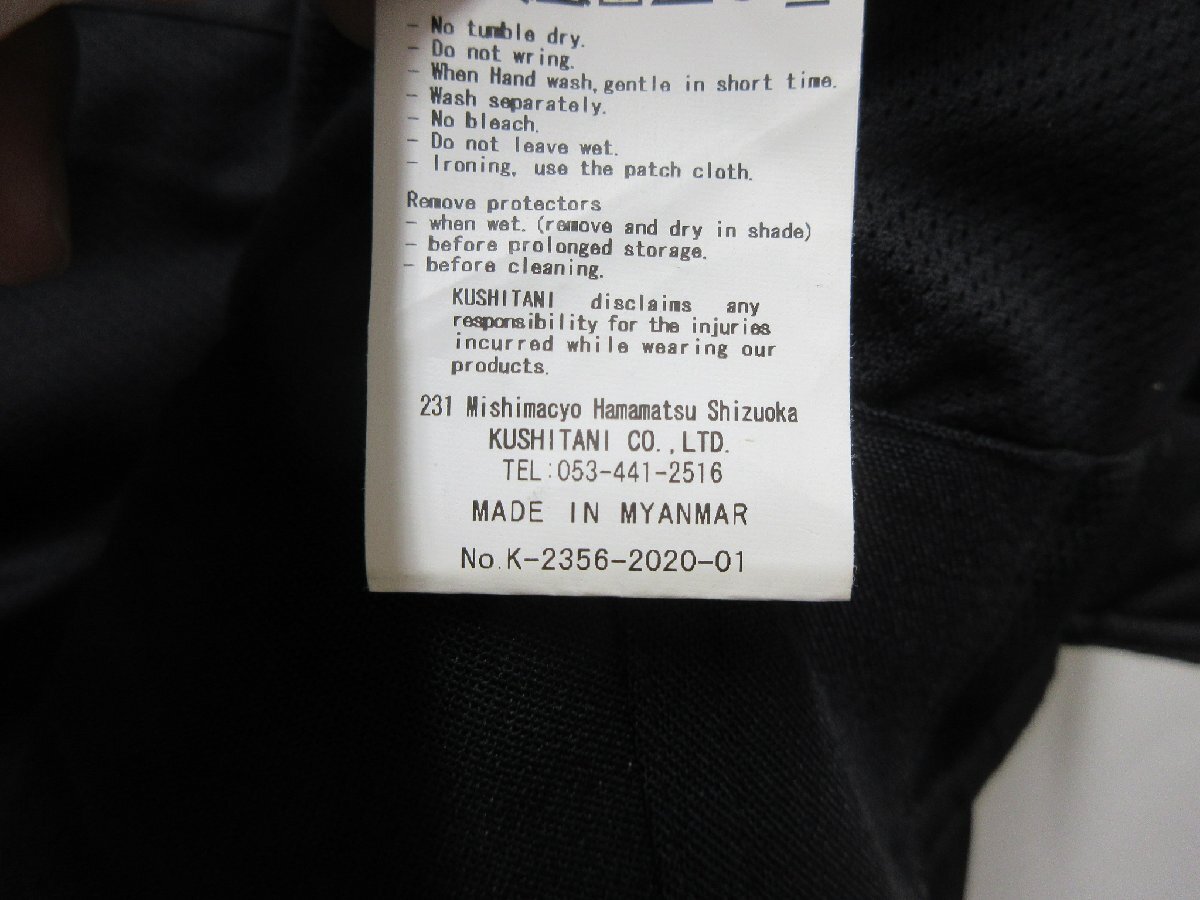 - No tumble dry.
- Do not wring.
- When Hand wash,gentle in short time.
- Wash separately.
- No bleach.
- Do not leave wet.
- Ironing, use the patch cloth.
Remove protectors
- when wet. (remove and dry in shade)
- before prolonged storage.
- before cleaning.
KUSHITANI disclaims any
responsibility for the injuries
incurred while wearing our
products.
231 Mishimacyo Hamamatsu Shizuoka
KUSHITANI CO.,LTD.
TEL:053-441-2516
MADE IN MYANMAR
No.K-2356-2020-01